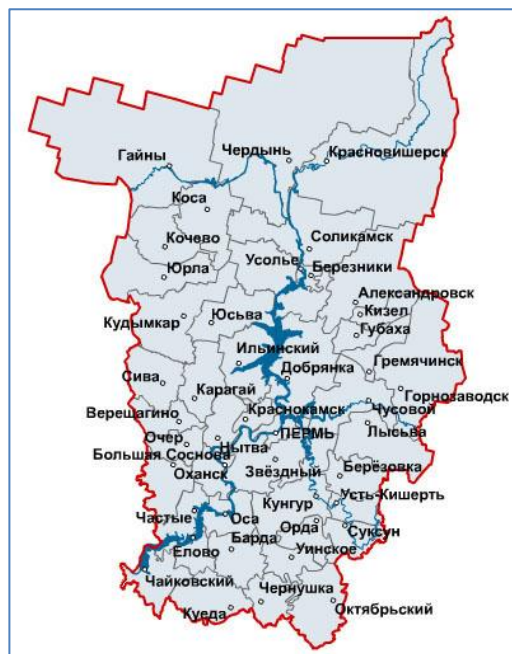 Гайны
Чердынь
Красновишерск
Коса
Кочево
Соликамск
Усолье
Березники
Юрла
Александровск
Кизел
Кудымкар
Юсьва
Губаха
Ильинский
Гремячинск
Добрянка
Сива
Карагай
Горнозаводск
Чусовой
Верещагино
Краснокамск
ПЕРМЬ
Лысьва
Очёр
Нытва
Большая Соснова
Звёздный
Берёзовка
Оханск
Кунгур
Усть-Кишерть
Частые
Оса
Орда
Суксун
Барда
Елово
Уинское
Чайковский
Чернушка
Куеда
Октябрьский